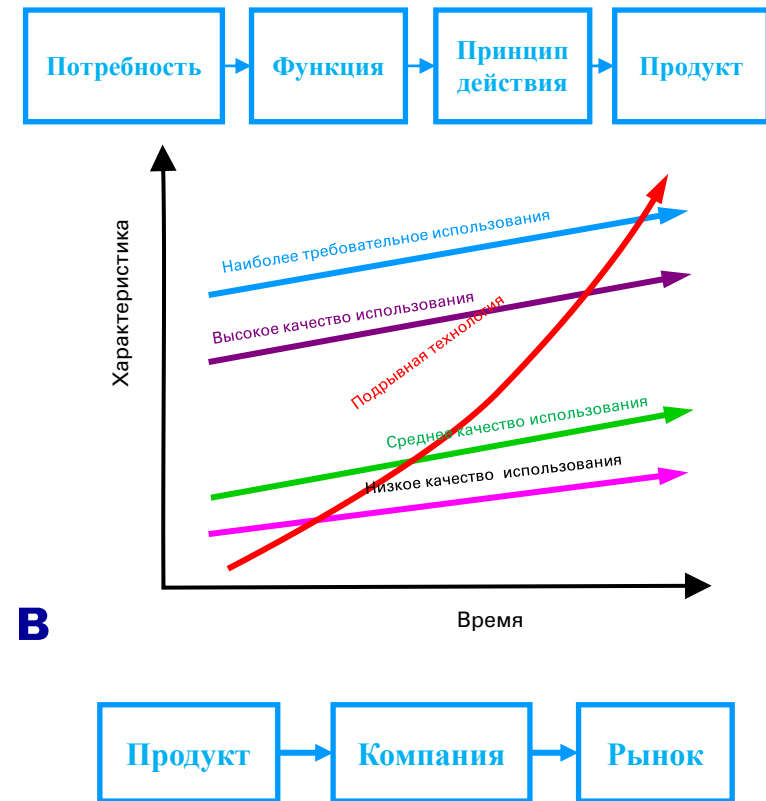 Потребность
Функция
Принцип
действия
Продукт
Характеристика
Наиболее требовательное использования
Высокое качество использования
Подрывная технология
Среднее качество использования
Низкое качество использования
Время
В
Продукт
Компания
Рынок